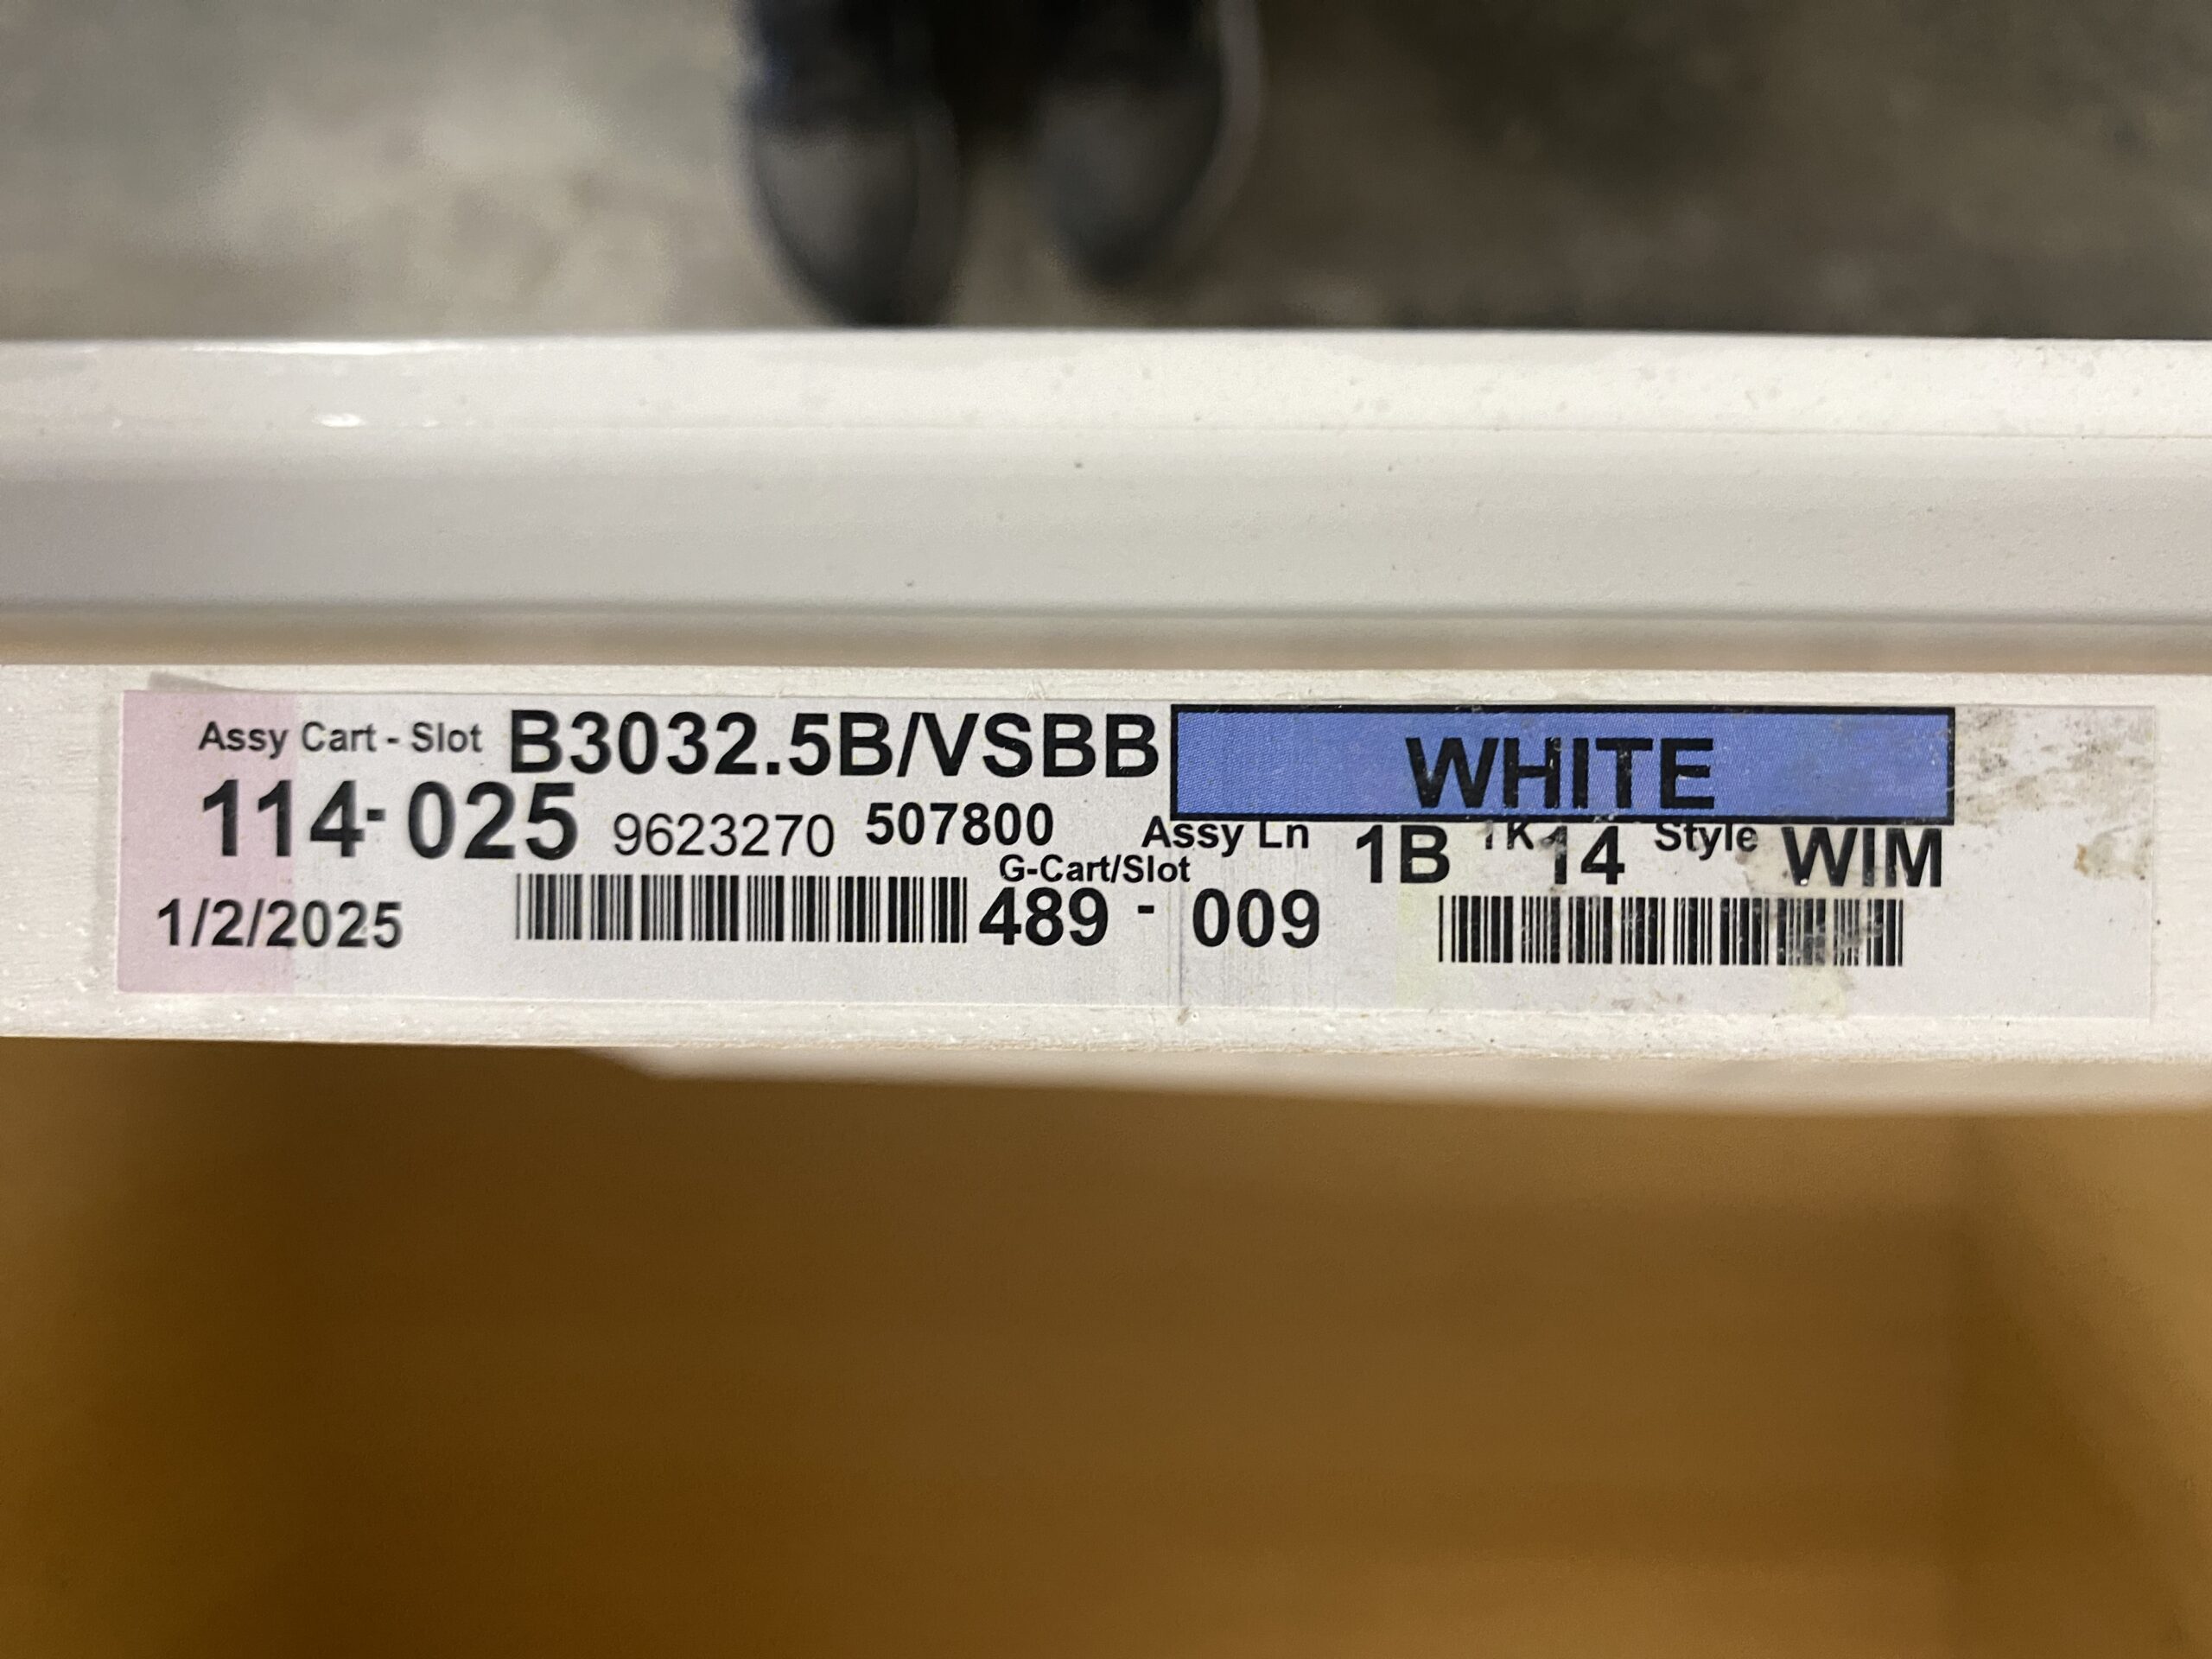 Assy Cart - Slot B3032.5B/VSBB WHITE
114-025 9623270 507800 Assy Ln 1B TK 14 Style WIM
G-Cart/Slot
1/2/2025 489 - 009